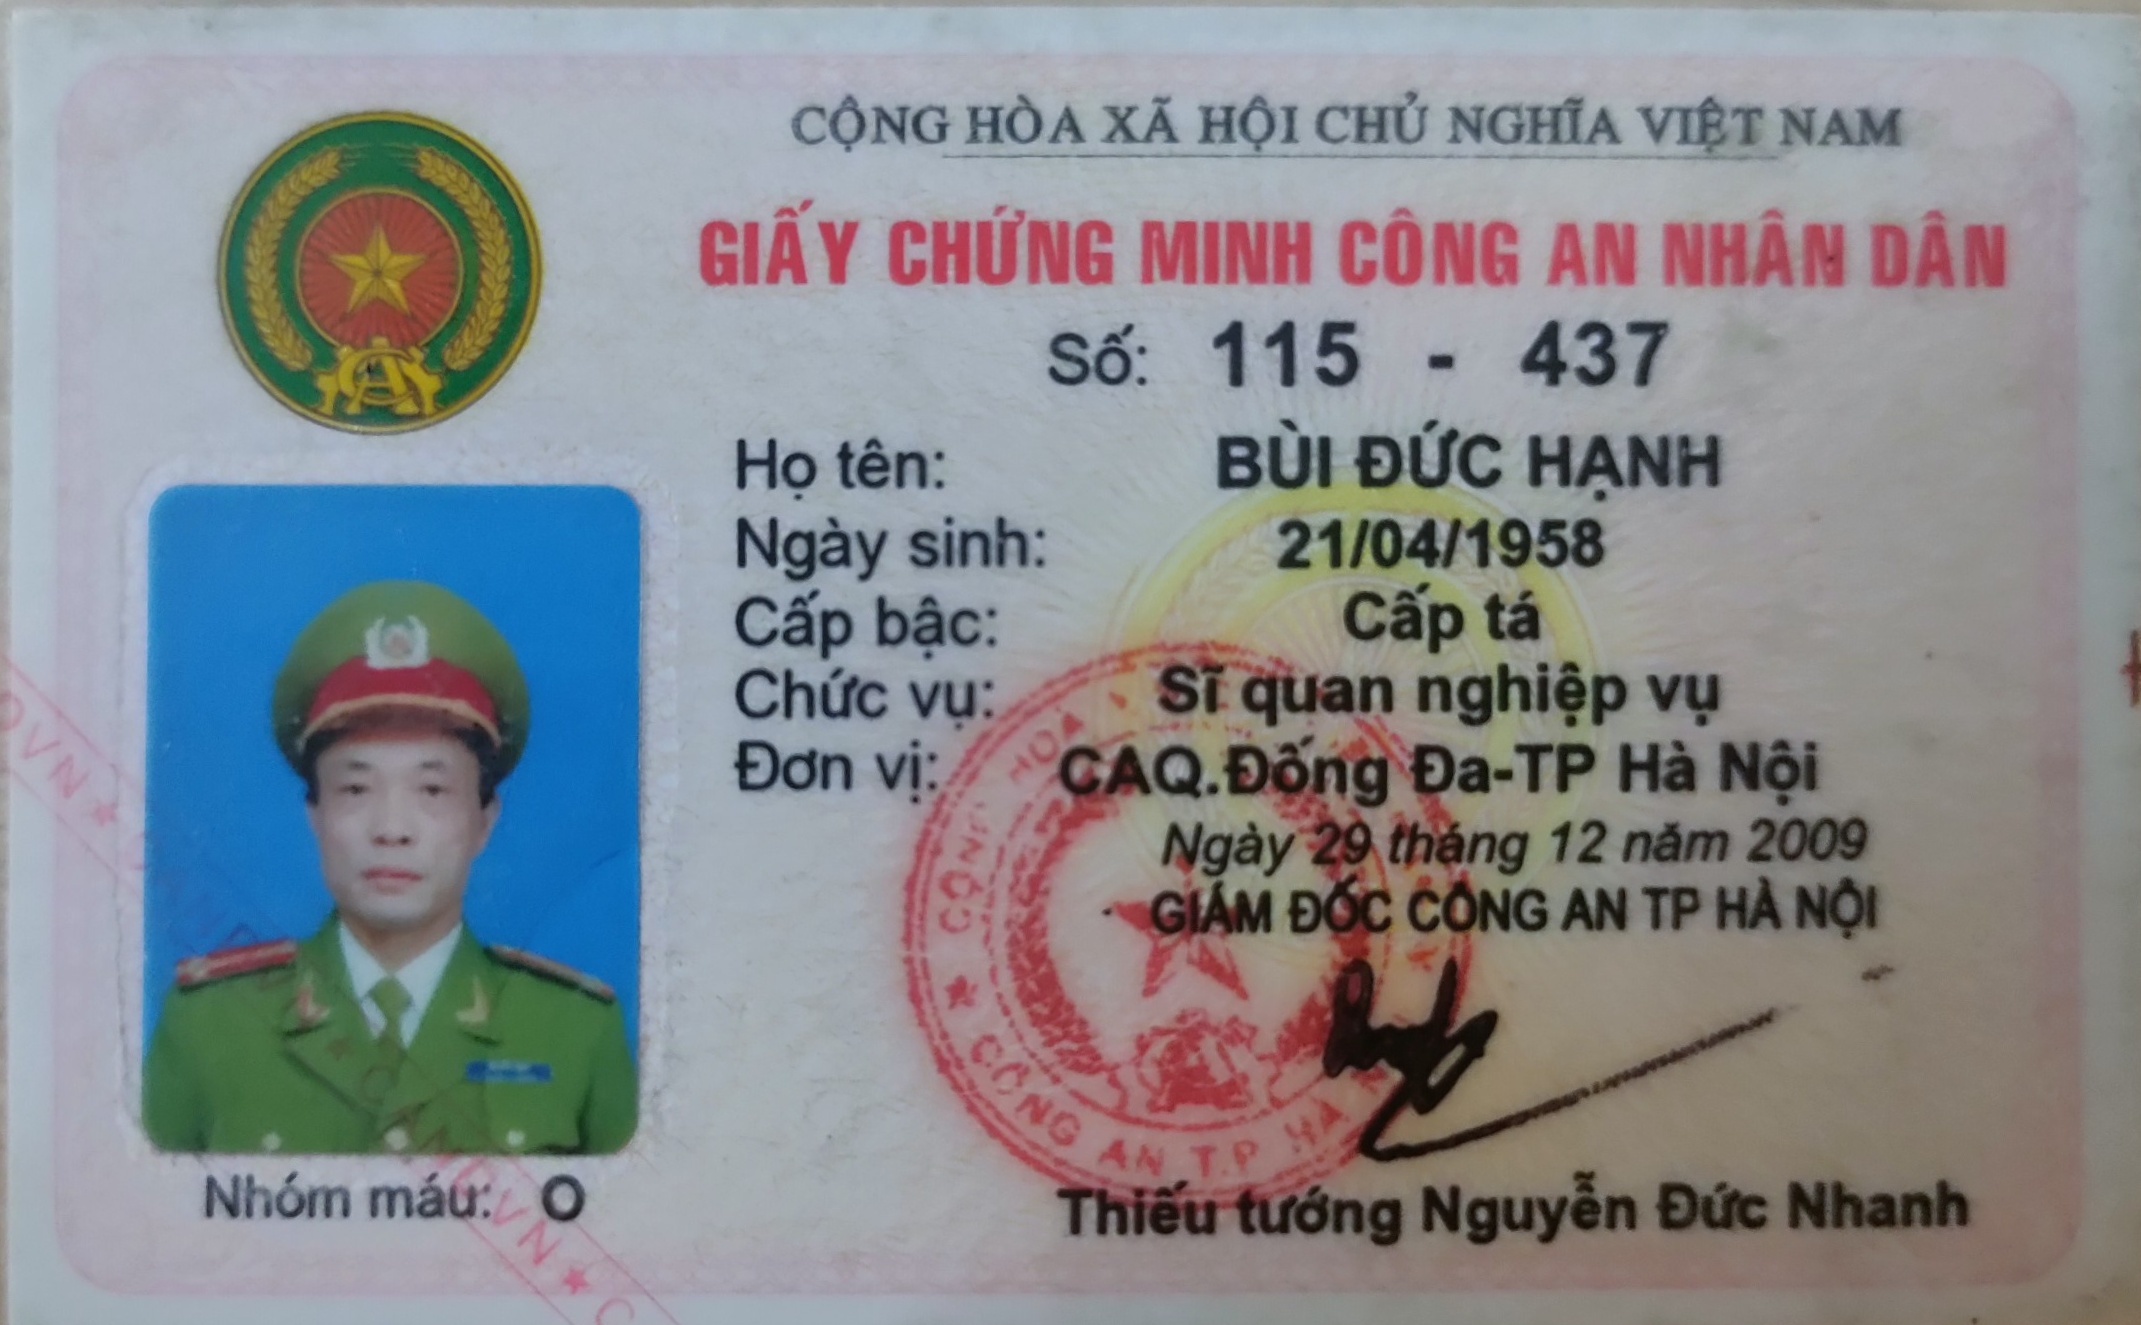 CỘNG HÒA XÃ HỘI CHỦ NGHĨA VIỆT NAM
GIẤY CHỨNG MINH CÔNG AN NHÂN DÂN
Số: 115 - 437
Họ tên: BÙI ĐỨC HẠNH
Ngày sinh: 21/04/1958
Cấp bậc: Cấp tá
Chức vụ: Sĩ quan nghiệp vụ
Đơn vị: CAQ.Đống Đa-TP Hà Nội
Ngày 29 tháng 12 năm 2009
GIÁM ĐỐC CÔNG AN TP HÀ NỘI
CỘNG HOÀ
CÔNG AN T.P HÀ
Thiếu tướng Nguyễn Đức Nhanh
Nhóm máu: O